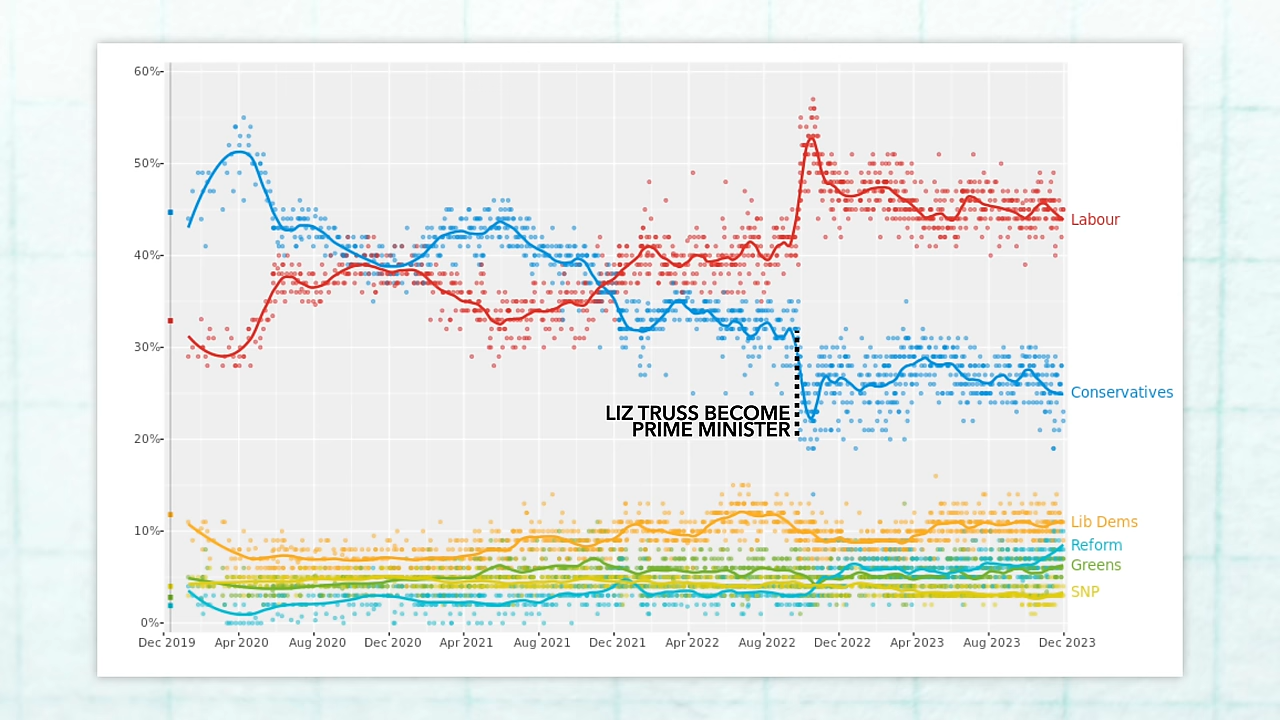 60%
50%
40%
30%
20%
10%
0%
Labour
Conservatives
LIZ TRUSS BECOME
PRIME MINISTER
Lib Dems
Reform
Greens
SNP
Dec 2019 Apr 2020 Aug 2020 Dec 2020 Apr 2021 Aug 2021 Dec 2021 Apr 2022 Aug 2022 Dec 2022 Apr 2023 Aug 2023 Dec 2023